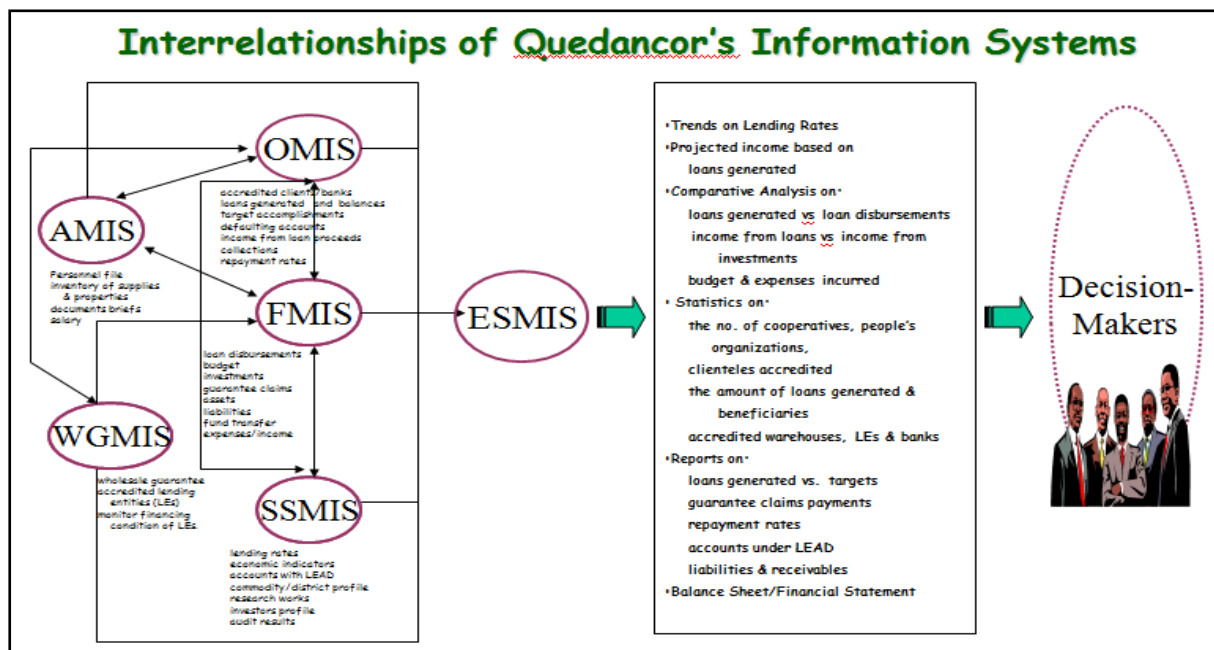 Interrelationships of Quedancor's Information Systems
OMIS
accredited clients/banks
loans generated and balances
target accomplishments
defaulting accounts
income from loan proceeds
collections
repayment rates
AMIS
Personnel file
inventory of supplies
& properties
documents briefs
salary
FMIS
loan disbursements
budget
investments
guarantee claims
assets
liabilities
fund transfer
expenses/income
WGMIS
wholesale guarantee
accredited lending
entities (LEs)
monitor financing
condition of LEs.
SSMIS
lending rates
economic indicators
accounts with LEAD
commodity/district profile
research works
investors profile
audit results
ESMIS
•Trends on Lending Rates
•Projected income based on
loans generated
•Comparative Analysis on·
loans generated vs loan disbursements
income from loans vs income from
investments
budget & expenses incurred
• Statistics on·
the no. of cooperatives, people's
organizations,
clienteles accredited
the amount of loans generated &
beneficiaries
accredited warehouses, LEs & banks
•Reports on·
loans generated vs. targets
guarantee claims payments
repayment rates
accounts under LEAD
liabilities & receivables
•Balance Sheet/Financial Statement
Decision-
Makers